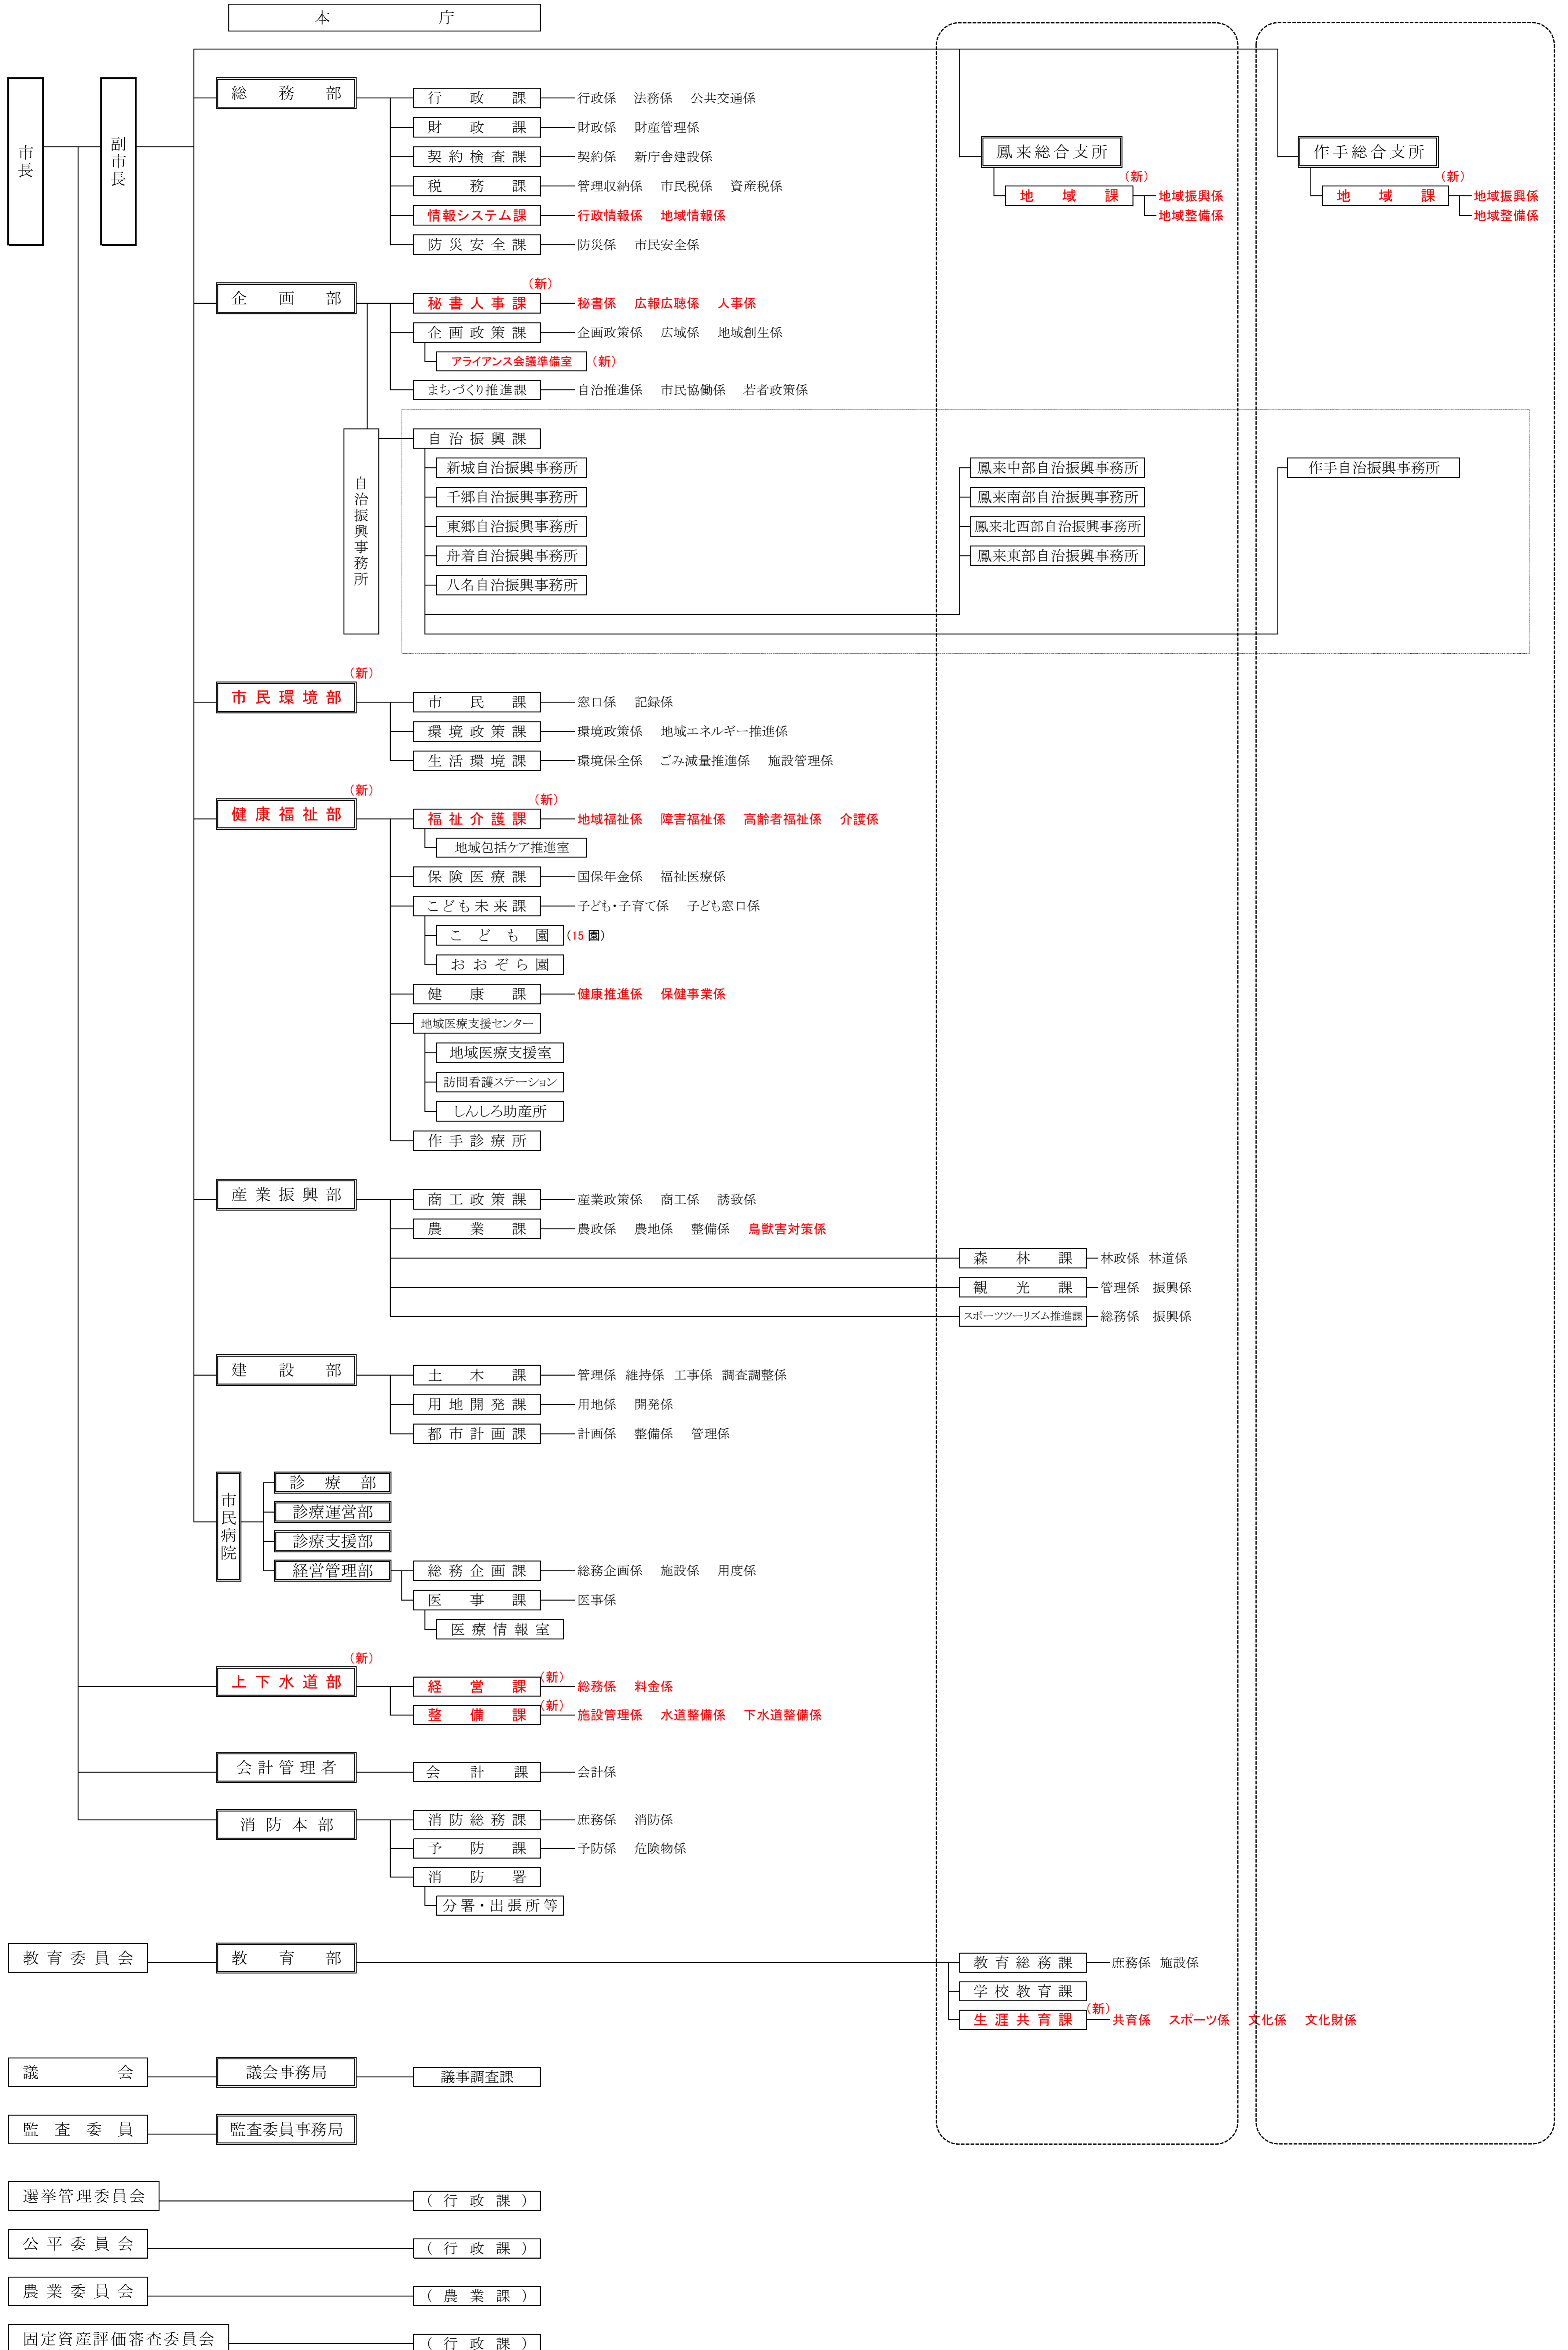 本庁
市長
副市長
総務部
行政課 行政係 法務係 公共交通係
財政課 財政係 財産管理係
契約検査課 契約係 新庁舎建設係
税務課 管理収納係 市民税係 資産税係
情報システム課 行政情報係 地域情報係
防災安全課 防災係 市民安全係
鳳来総合支所
(新)
地域課 地域振興係
地域整備係
作手総合支所
(新)
地域課 地域振興係
地域整備係
企画部
(新)
秘書人事課 秘書係 広報広聴係 人事係
企画政策課 企画政策係 広域係 地域創生係
アライアンス会議準備室 (新)
まちづくり推進課 自治推進係 市民協働係 若者政策係
自治振興事務所
自治振興課
新城自治振興事務所 鳳来中部自治振興事務所 作手自治振興事務所
千郷自治振興事務所 鳳来南部自治振興事務所
東郷自治振興事務所 鳳来北西部自治振興事務所
舟着自治振興事務所 鳳来東部自治振興事務所
八名自治振興事務所
(新)
市民環境部
市民課 窓口係 記録係
環境政策課 環境政策係 地域エネルギー推進係
生活環境課 環境保全係 ごみ減量推進係 施設管理係
(新)
健康福祉部
(新)
福祉介護課 地域福祉係 障害福祉係 高齢者福祉係 介護係
地域包括ケア推進室
保険医療課 国保年金係 福祉医療係
こども未来課 子ども・子育て係 子ども窓口係
こども園 (15 園)
おおぞら園
健康課 健康推進係 保健事業係
地域医療支援センター
地域医療支援室
訪問看護ステーション
しんしろ助産所
作手診療所
産業振興部
商工政策課 産業政策係 商工係 誘致係
農業課 農政係 農地係 整備係 鳥獣害対策係
森林課 林政係 林道係
観光課 管理係 振興係
スポーツツーリズム推進課 総務係 振興係
建設部
土木課 管理係 維持係 工事係 調査調整係
用地開発課 用地係 開発係
都市計画課 計画係 整備係 管理係
市民病院
診療部
診療運営部
診療支援部
経営管理部 総務企画課 総務企画係 施設係 用度係
医事課 医事係
医療情報室
(新)
上下水道部
経営課 (新) 総務係 料金係
整備課 (新) 施設管理係 水道整備係 下水道整備係
会計管理者 会計課 会計係
消防本部
消防総務課 庶務係 消防係
予防課 予防係 危険物係
消防署
分署・出張所等
教育委員会 教育部 教育総務課 庶務係 施設係
学校教育課
生涯共育課 (新) 共育係 スポーツ係 文化係 文化財係
議会 議会事務局 議事調査課
監査委員 監査委員事務局
選挙管理委員会 (行政課)
公平委員会 (行政課)
農業委員会 (農業課)
固定資産評価審査委員会 (行政課)